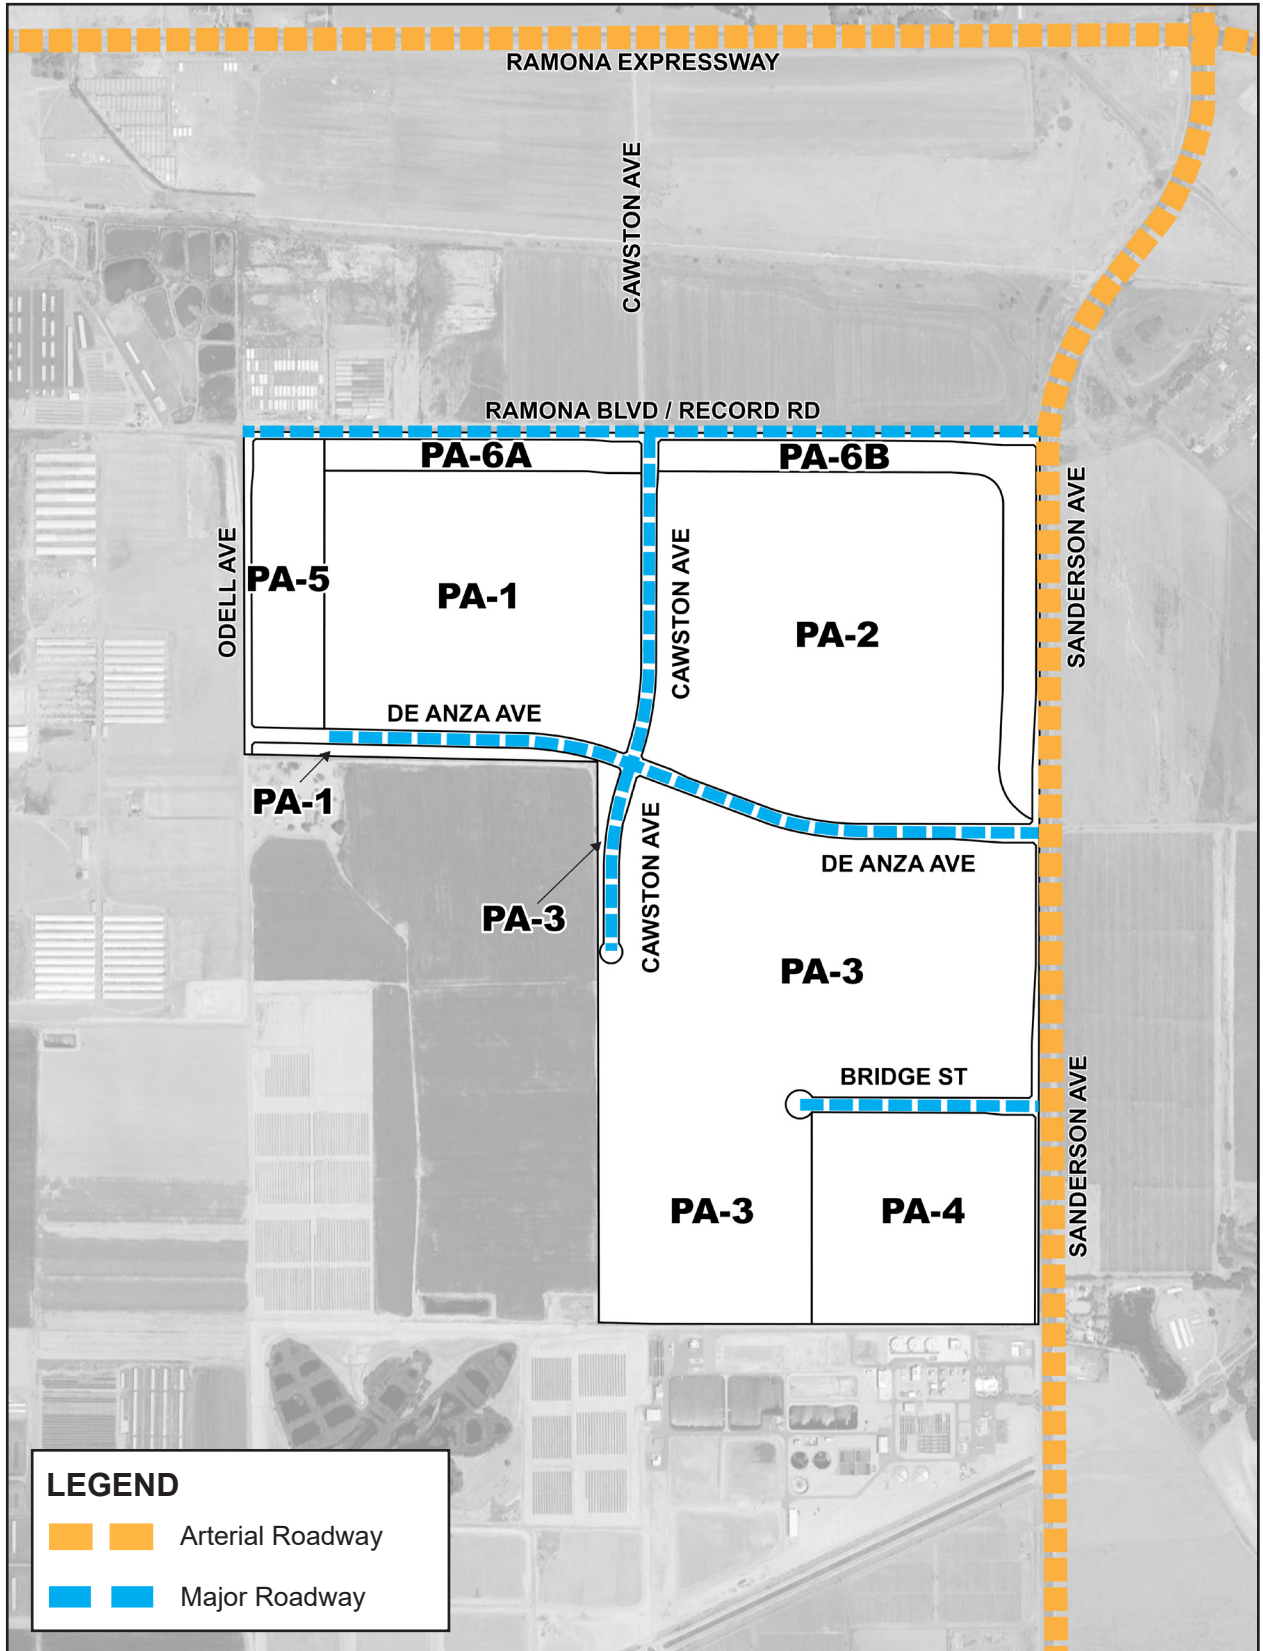 RAMONA EXPRESSWAY
CAWSTON AVE
RAMONA BLVD / RECORD RD
PA-6A
PA-6B
SANDERSON AVE
ODELL AVE
PA-5
PA-1
CAWSTON AVE
PA-2
DE ANZA AVE
PA-1
CAWSTON AVE
DE ANZA AVE
PA-3
PA-3
BRIDGE ST
SANDERSON AVE
PA-3
PA-4
LEGEND
Arterial Roadway
Major Roadway